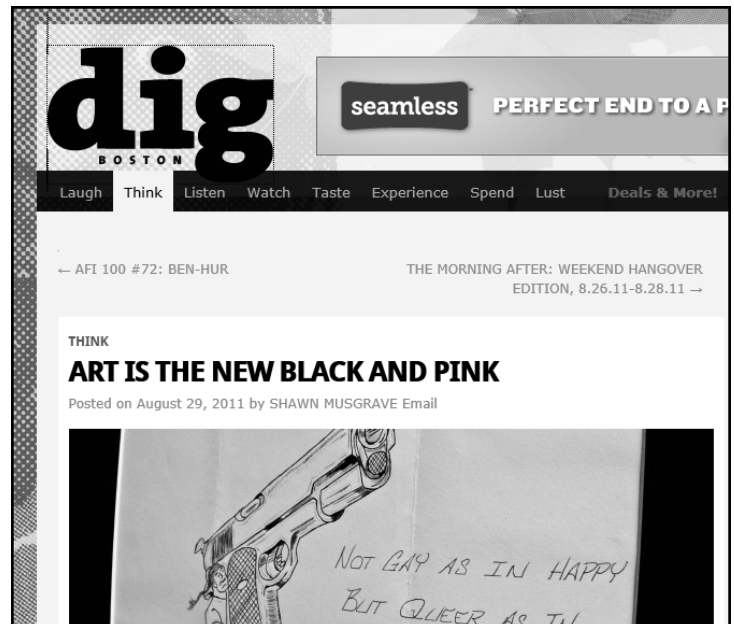 dig
BOSTON
seamless PERFECT END TO A P
Laugh Think Listen Watch Taste Experience Spend Lust Deals & More!
← AFI 100 #72: BEN-HUR
THE MORNING AFTER: WEEKEND HANGOVER
EDITION, 8.26.11-8.28.11 →
THINK
ART IS THE NEW BLACK AND PINK
Posted on August 29, 2011 by SHAWN MUSGRAVE Email
NOT GAY AS IN HAPPY
BUT QUEER AS IN